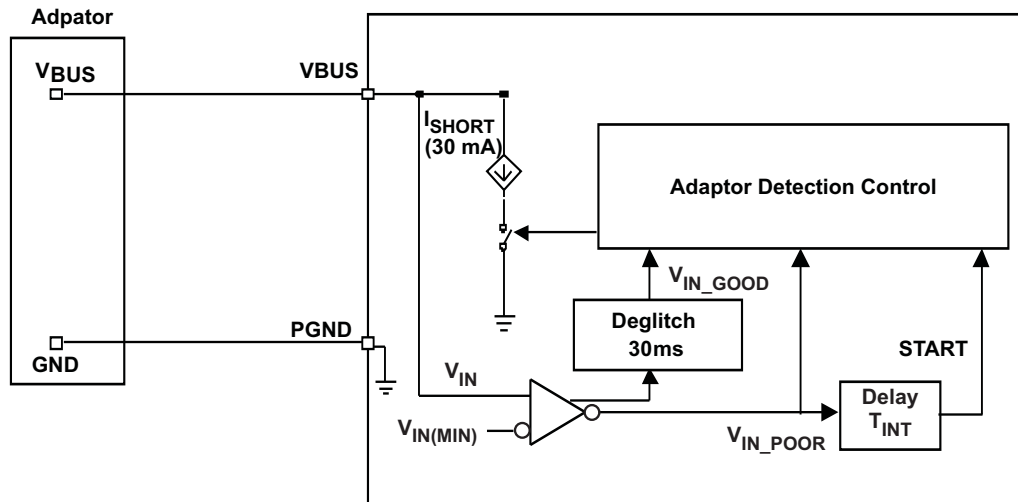 Adpator
VBUS
VBUS
ISHORT
(30 mA)
Adaptor Detection Control
VIN_GOOD
Deglitch
30ms
PGND
GND
START
VIN
Delay
TINT
VIN(MIN)
VIN_POOR